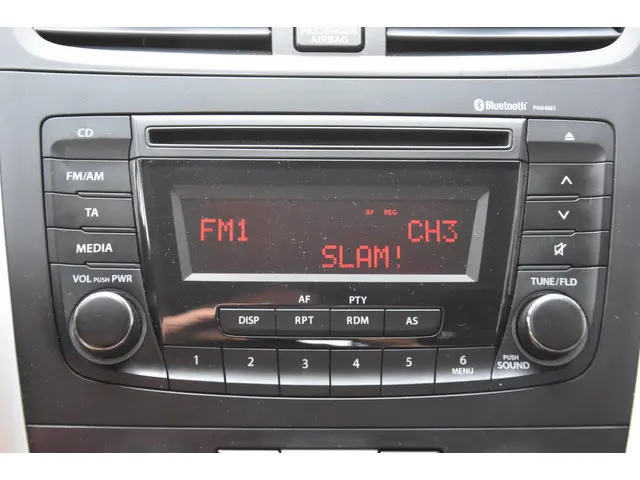 PASSENGER
AIRBAG
Bluetooth PA84M1
CD
FM/AM
TA
MEDIA
VOL PUSH PWR
AF REG
FM1 CH3
SLAM!
TUNE/FLD
AF PTY
DISP RPT RDM AS
1 2 3 4 5 6
MENU
PUSH
SOUND